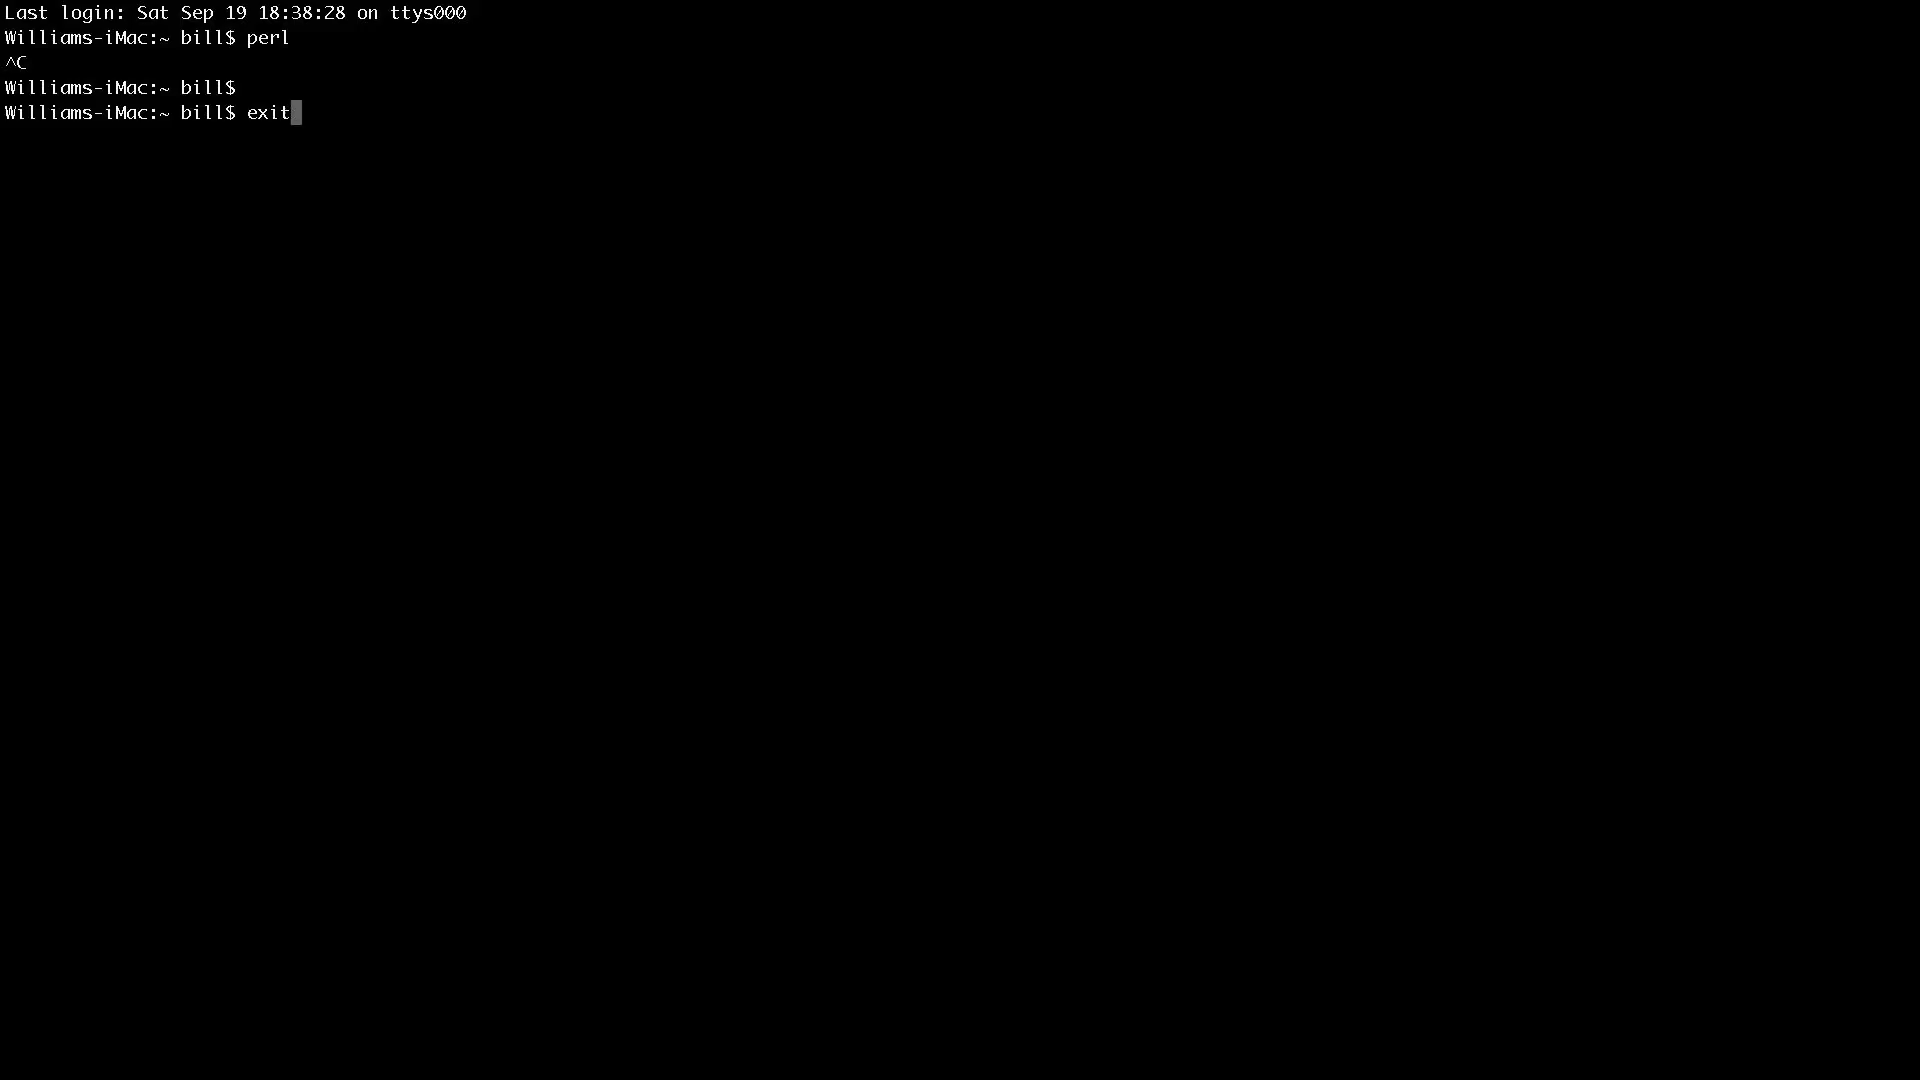 Last login: Sat Sep 19 18:38:28 on ttys000
Williams-iMac:~ bill$ perl
^C
Williams-iMac:~ bill$
Williams-iMac:~ bill$ exit